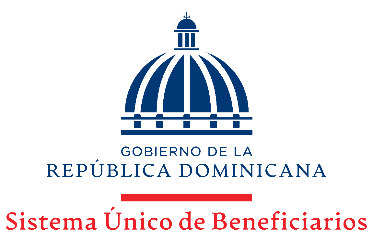 GOBIERNO DE LA
REPÚBLICA DOMINICANA
Sistema Único de Beneficiarios